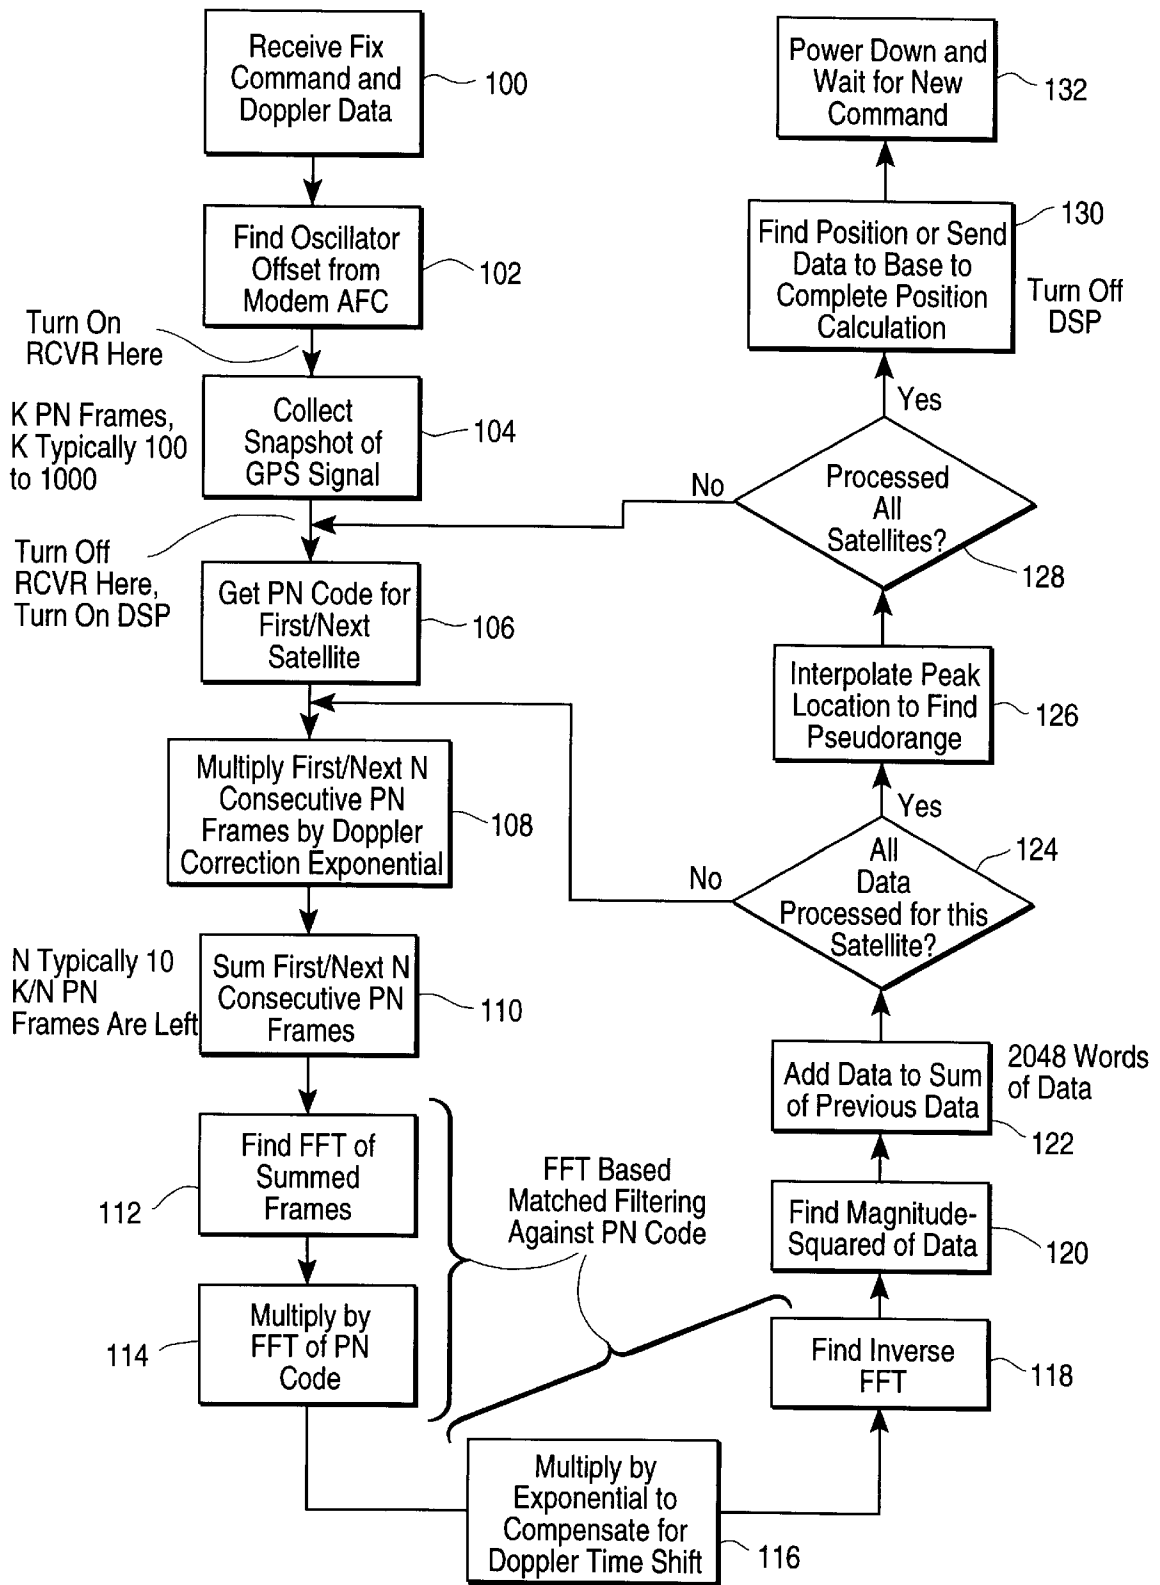 Receive Fix
Command and
Doppler Data
100
Find Oscillator
Offset from
Modem AFC
102
Turn On
RCVR Here
Collect
Snapshot of
GPS Signal
104
K PN Frames,
K Typically 100
to 1000
Turn Off
RCVR Here,
Turn On DSP
Get PN Code for
First/Next
Satellite
106
Multiply First/Next N
Consecutive PN
Frames by Doppler
Correction Exponential
108
N Typically 10
K/N PN
Frames Are Left
Sum First/Next N
Consecutive PN
Frames
110
Find FFT of
Summed
Frames
112
FFT Based
Matched Filtering
Against PN Code
Multiply by
FFT of PN
Code
114
Multiply by
Exponential to
Compensate for
Doppler Time Shift
116
Find Inverse
FFT
118
Find Magnitude-
Squared of Data
120
Add Data to Sum
of Previous Data
2048 Words
of Data
122
All
Data
Processed for this
Satellite?
124
No
Yes
Interpolate Peak
Location to Find
Pseudorange
126
Processed
All
Satellites?
128
No
Yes
Find Position or Send
Data to Base to
Complete Position
Calculation
130
Turn Off
DSP
Power Down and
Wait for New
Command
132